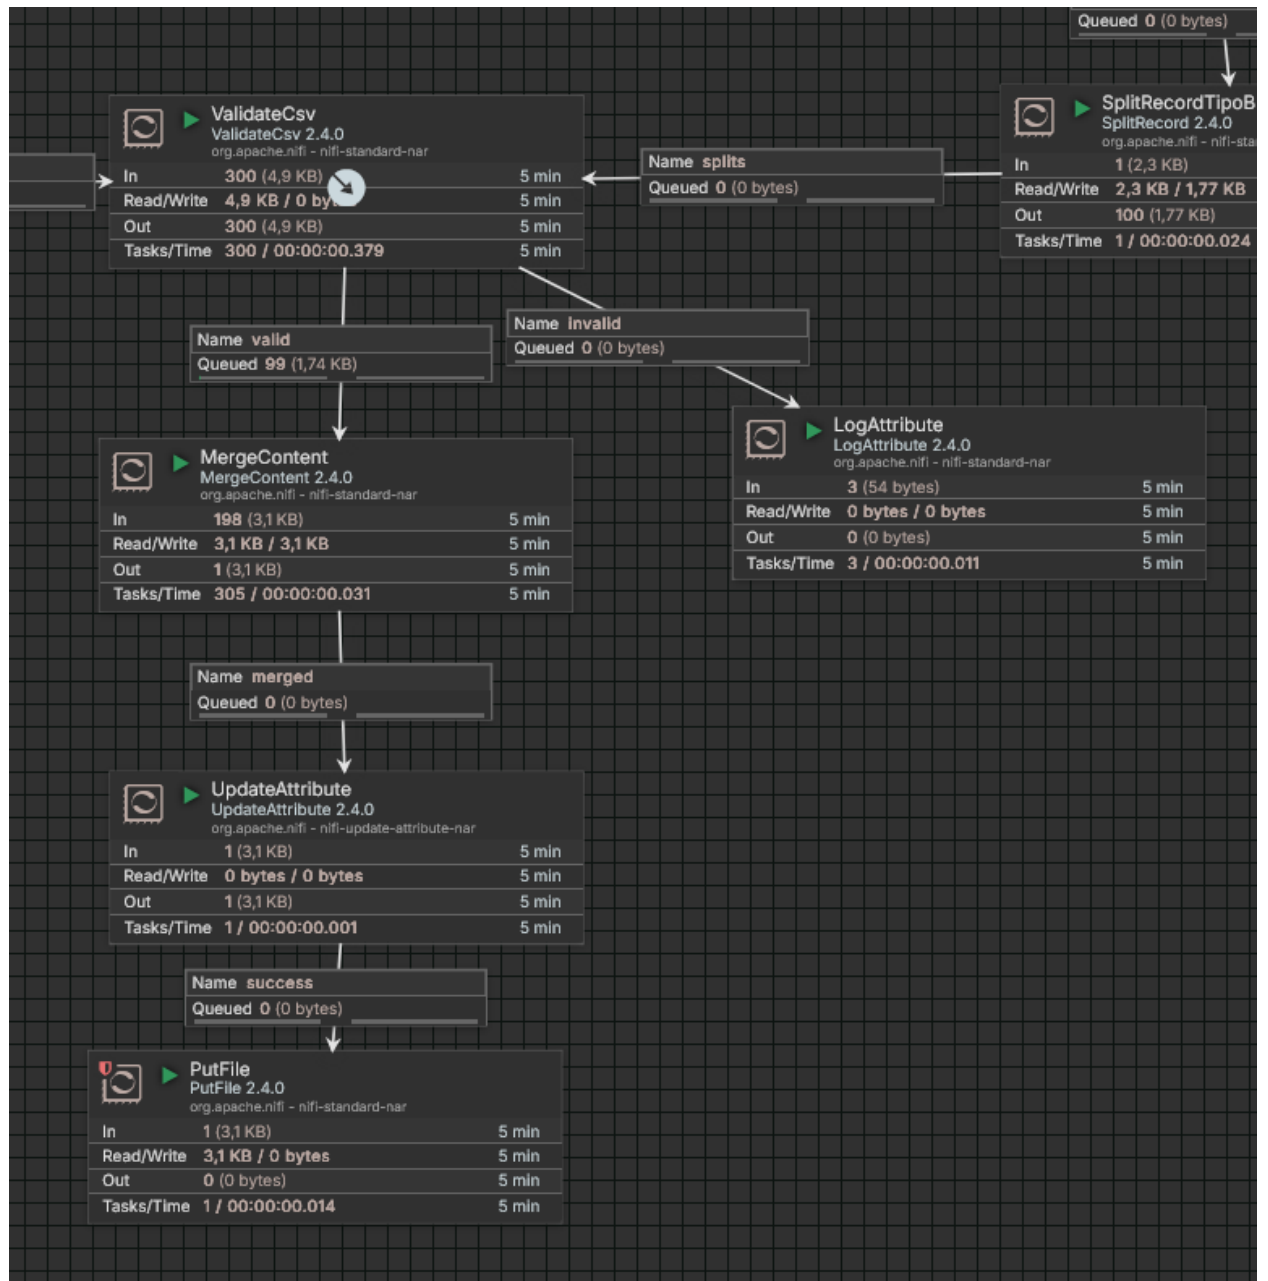 Queued 0 (0 bytes)
ValidateCsv
ValidateCsv 2.4.0
org.apache.nifi - nifi-standard-nar
In 300 (4,9 KB) 5 min
Read/Write 4,9 KB / 0 by 5 min
Out 300 (4,9 KB) 5 min
Tasks/Time 300 / 00:00:00.379 5 min
Name splits
Queued 0 (0 bytes)
SplitRecordTipoB
SplitRecord 2.4.0
org.apache.nifi - nifi-sta
In 1 (2,3 KB)
Read/Write 2,3 KB / 1,77 KB
Out 100 (1,77 KB)
Tasks/Time 1 / 00:00:00.024
Name valid
Queued 99 (1,74 KB)
Name invalid
Queued 0 (0 bytes)
LogAttribute
LogAttribute 2.4.0
org.apache.nifi - nifi-standard-nar
In 3 (54 bytes) 5 min
Read/Write 0 bytes / 0 bytes 5 min
Out 0 (0 bytes) 5 min
Tasks/Time 3 / 00:00:00.011 5 min
MergeContent
MergeContent 2.4.0
org.apache.nifi - nifi-standard-nar
In 198 (3,1 KB) 5 min
Read/Write 3,1 KB / 3,1 KB 5 min
Out 1 (3,1 KB) 5 min
Tasks/Time 305 / 00:00:00.031 5 min
Name merged
Queued 0 (0 bytes)
UpdateAttribute
UpdateAttribute 2.4.0
org.apache.nifi - nifi-update-attribute-nar
In 1 (3,1 KB) 5 min
Read/Write 0 bytes / 0 bytes 5 min
Out 1 (3,1 KB) 5 min
Tasks/Time 1 / 00:00:00.001 5 min
Name success
Queued 0 (0 bytes)
PutFile
PutFile 2.4.0
org.apache.nifi - nifi-standard-nar
In 1 (3,1 KB) 5 min
Read/Write 3,1 KB / 0 bytes 5 min
Out 0 (0 bytes) 5 min
Tasks/Time 1 / 00:00:00.014 5 min